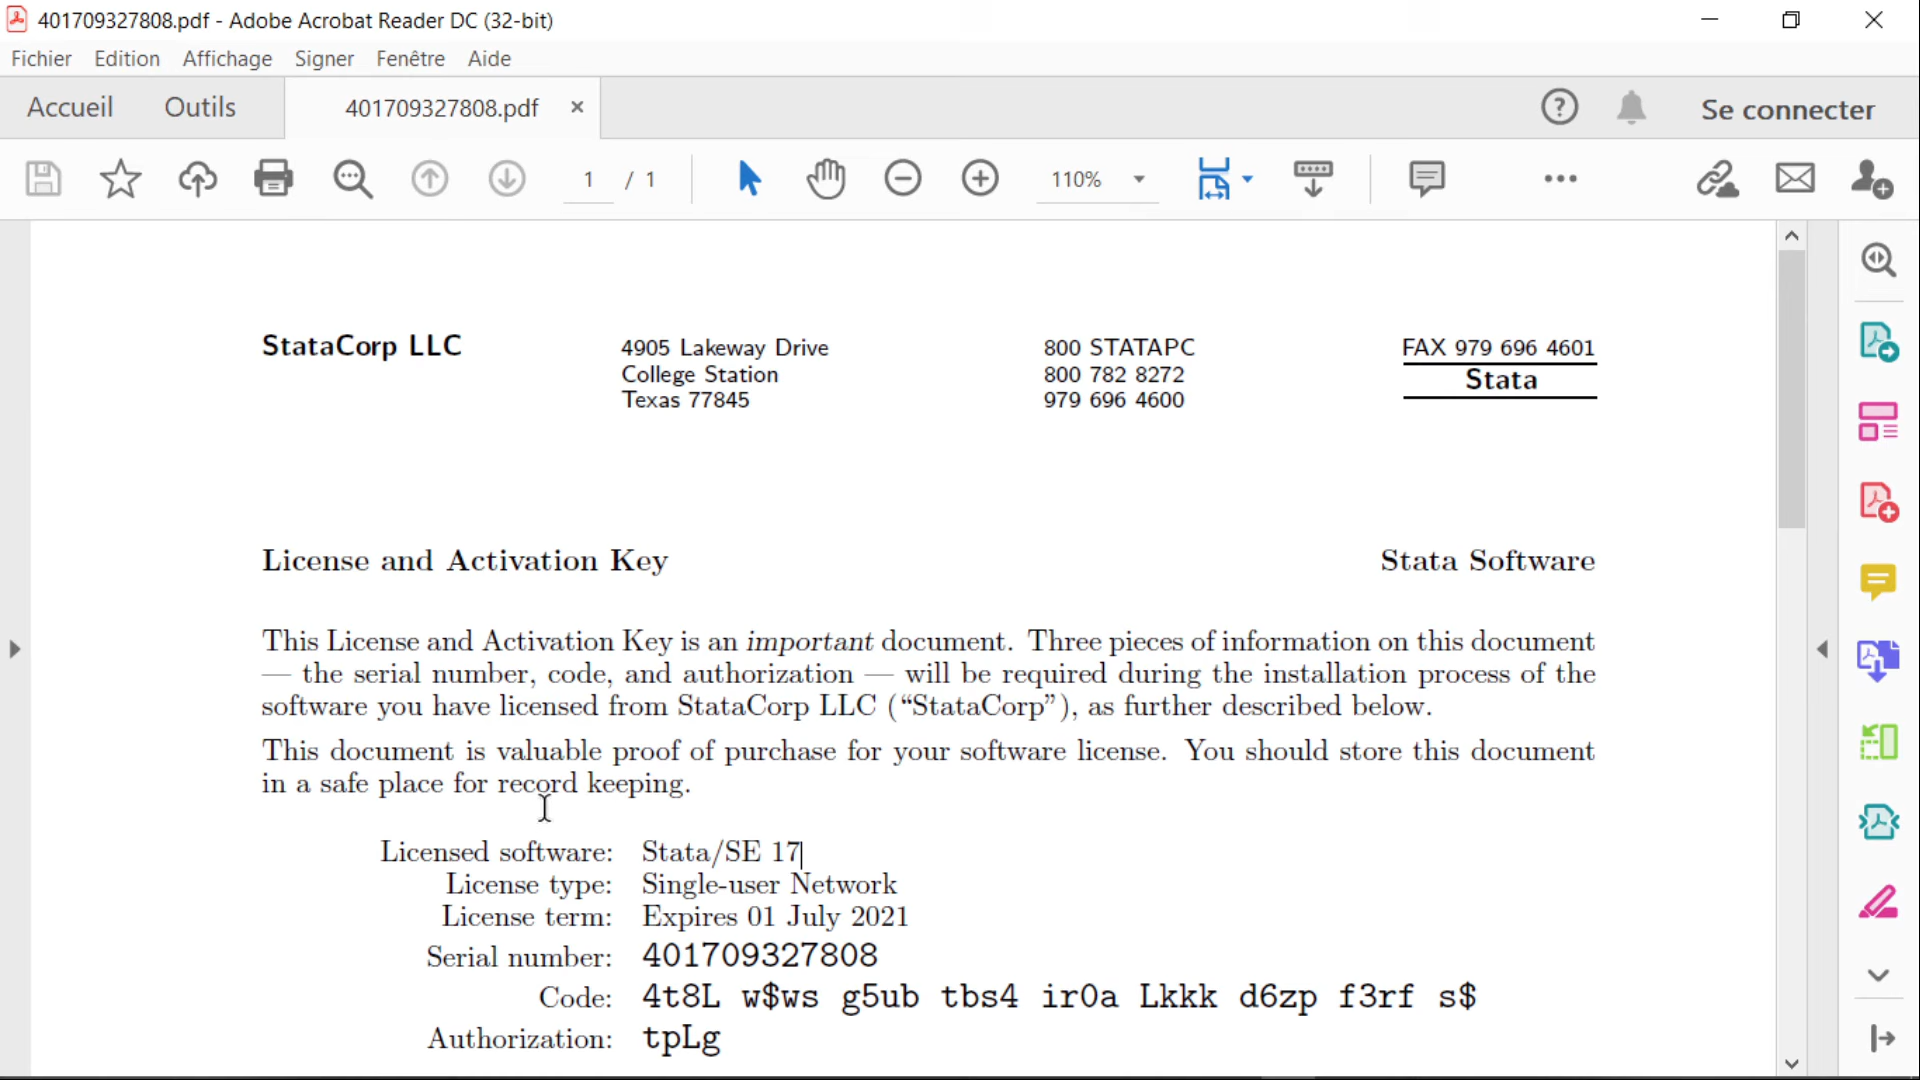 401709327808.pdf - Adobe Acrobat Reader DC (32-bit)
Fichier Edition Affichage Signer Fenêtre Aide
Accueil Outils 401709327808.pdf Se connecter
1 / 1 110%
StataCorp LLC 4905 Lakeway Drive 800 STATAPC FAX 979 696 4601
College Station 800 782 8272 Stata
Texas 77845 979 696 4600
License and Activation Key Stata Software
This License and Activation Key is an important document. Three pieces of information on this document
— the serial number, code, and authorization — will be required during the installation process of the
software you have licensed from StataCorp LLC (“StataCorp”), as further described below.
This document is valuable proof of purchase for your software license. You should store this document
in a safe place for record keeping.
Licensed software: Stata/SE 17
License type: Single-user Network
License term: Expires 01 July 2021
Serial number: 401709327808
Code: 4t8L w$ws g5ub tbs4 ir0a Lkkk d6zp f3rf s$
Authorization: tpLg